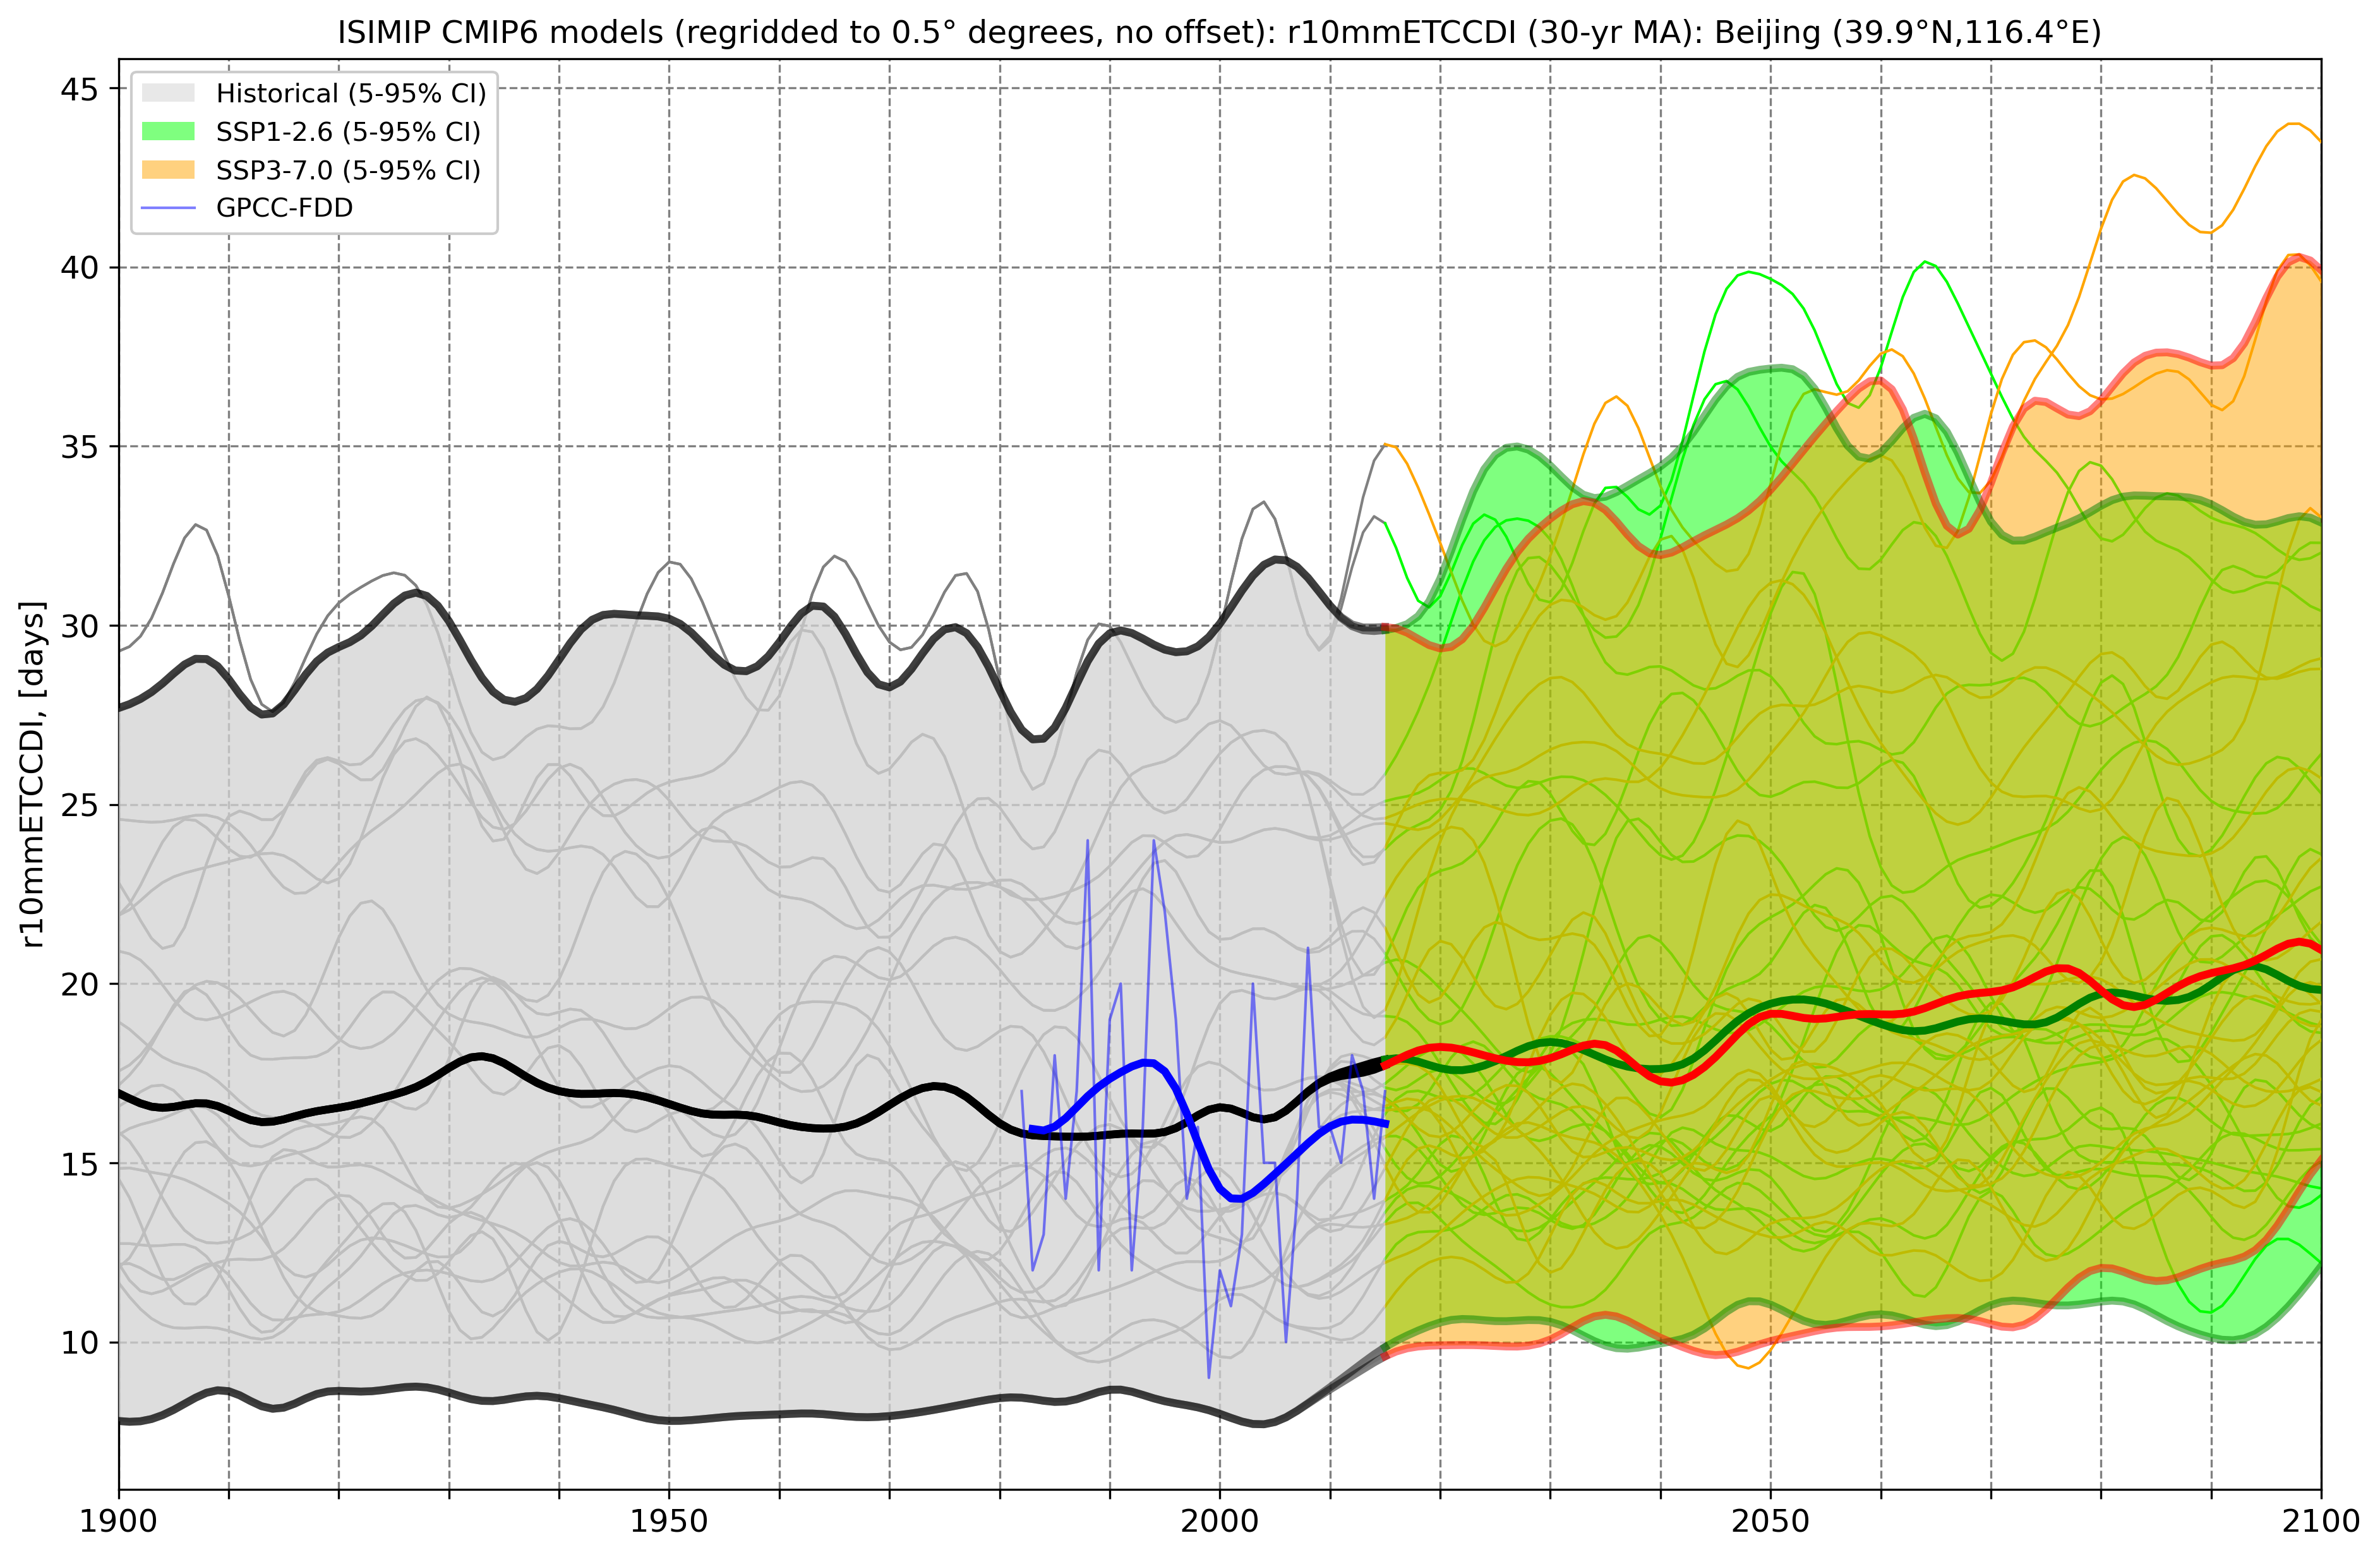 ISIMIP CMIP6 models (regridded to 0.5° degrees, no offset): r10mmETCCDI (30-yr MA): Beijing (39.9°N,116.4°E)
Historical (5-95% CI)
SSP1-2.6 (5-95% CI)
SSP3-7.0 (5-95% CI)
GPCC-FDD
r10mmETCCDI, [days]
45
40
35
30
25
20
15
10
1900
1950
2000
2050
2100